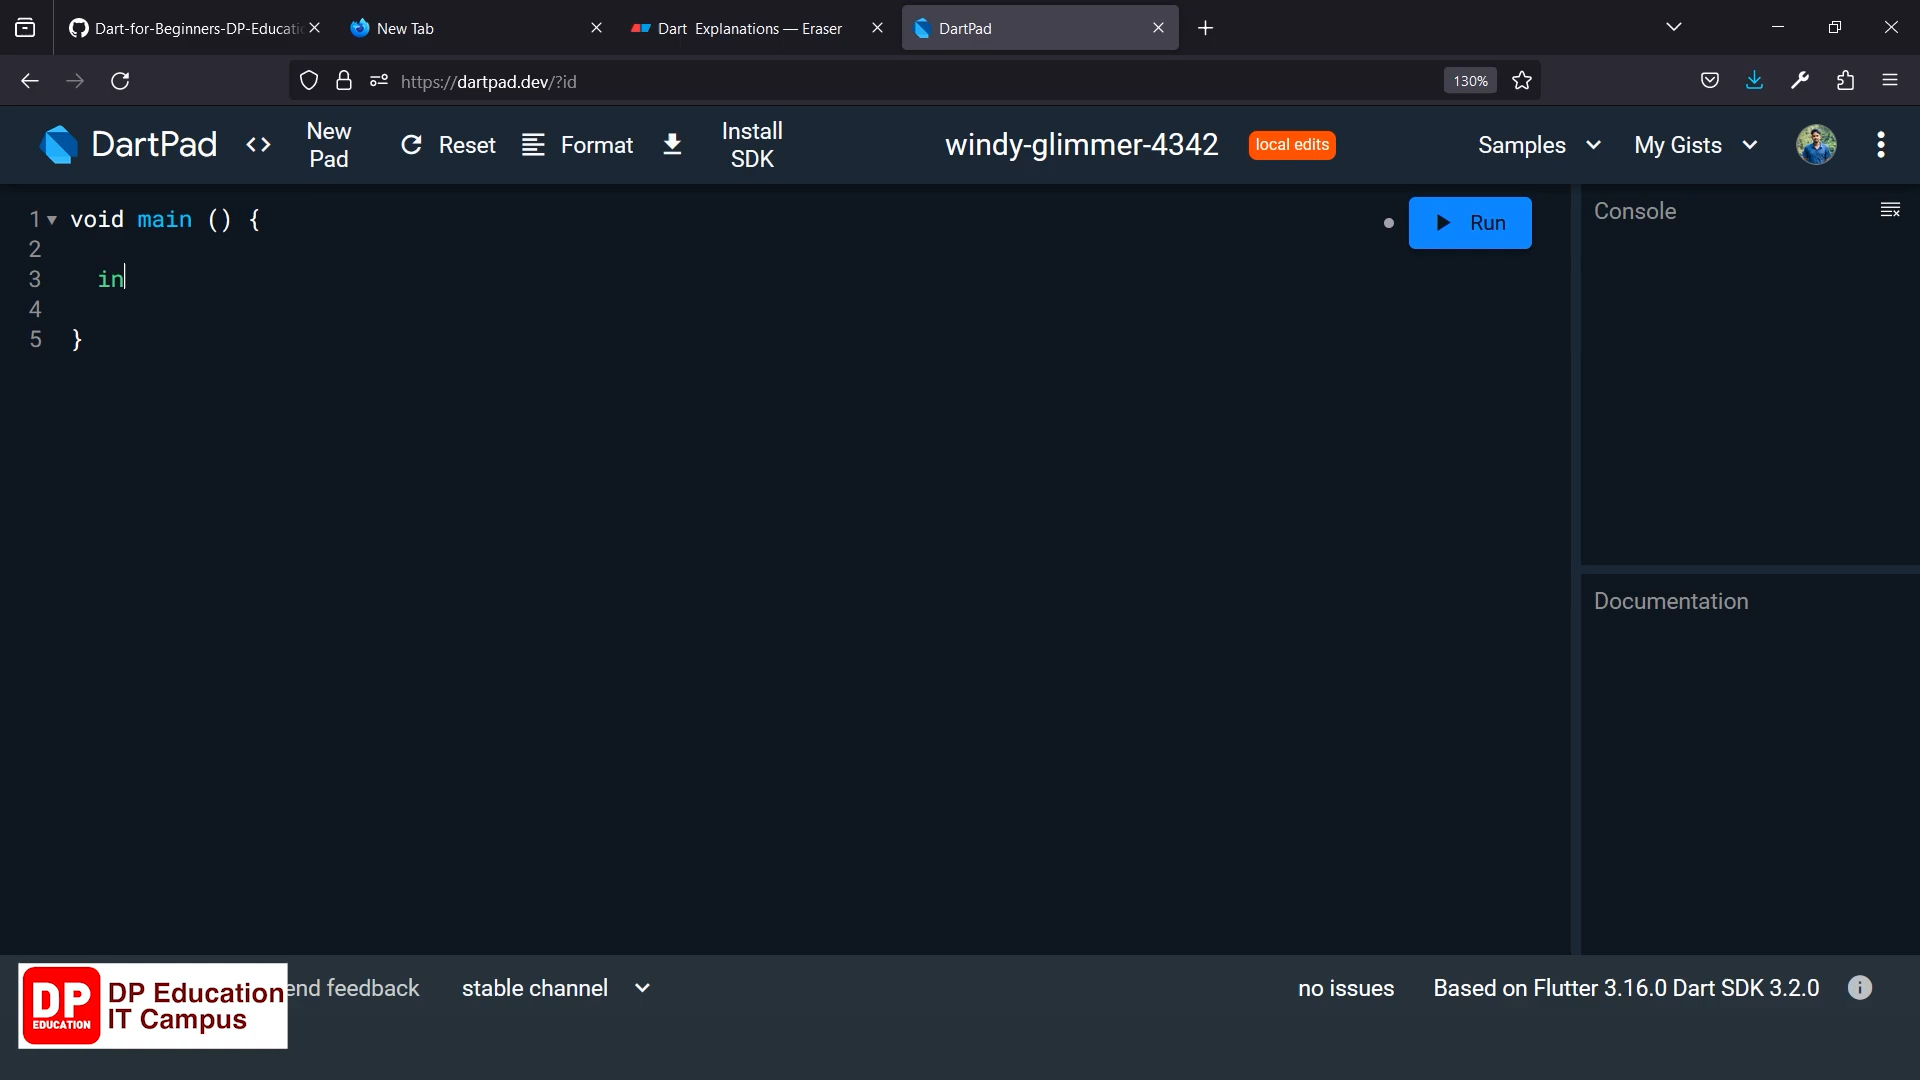 Dart-for-Beginners-DP-Educati
New Tab
Dart Explanations — Eraser
DartPad
https://dartpad.dev/?id
130%
DartPad
<>
New
Pad
Reset
Format
Install
SDK
windy-glimmer-4342
local edits
Samples
My Gists
1 void main () {
2
3 in
4
5 }
Run
Console
Documentation
DP
EDUCATION
DP Education
IT Campus
end feedback
stable channel
no issues
Based on Flutter 3.16.0 Dart SDK 3.2.0